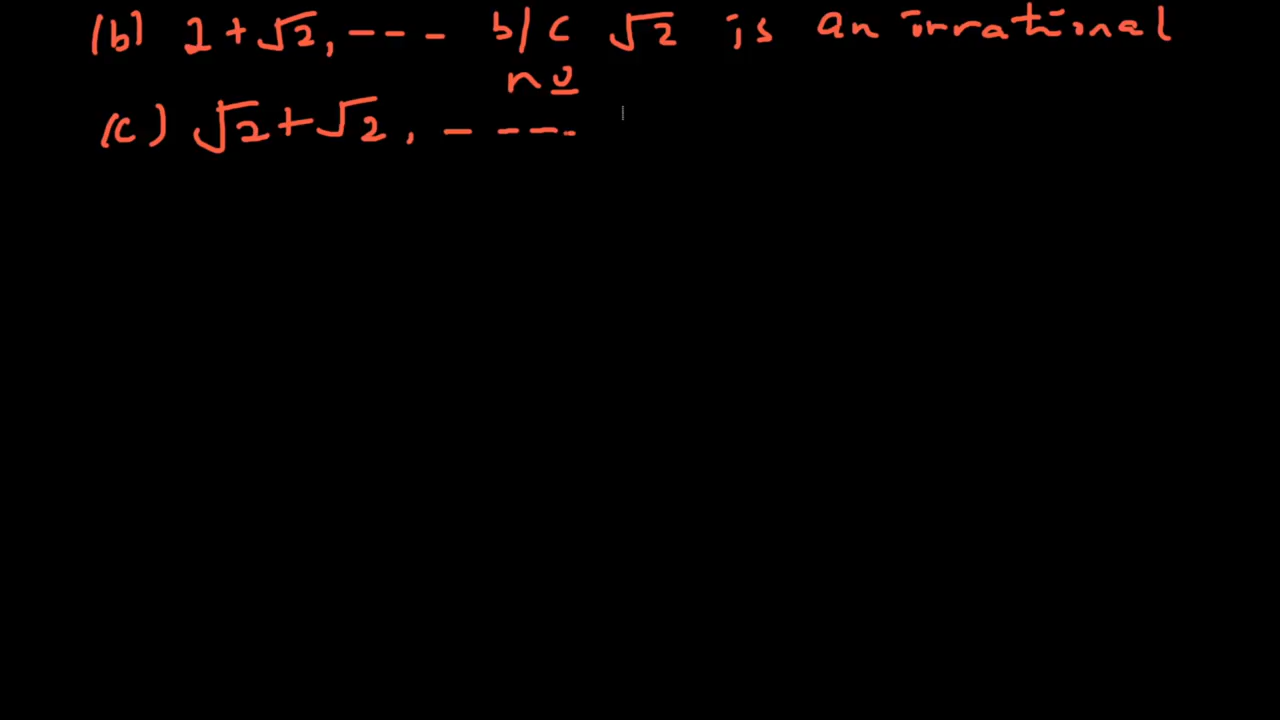 (b) 2 + √2, --- b/c √2 is an irrational
no
(c) √2 + √2, - ---.